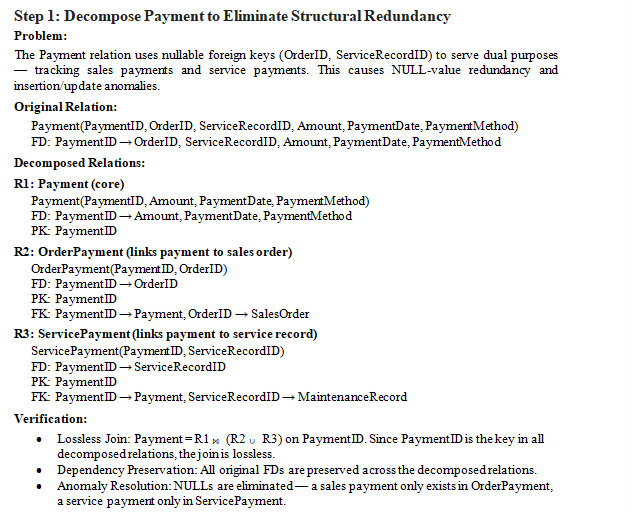 Step 1: Decompose Payment to Eliminate Structural Redundancy
Problem:
The Payment relation uses nullable foreign keys (OrderID, ServiceRecordID) to serve dual purposes
— tracking sales payments and service payments. This causes NULL-value redundancy and
insertion/update anomalies.
Original Relation:
Payment(PaymentID, OrderID, ServiceRecordID, Amount, PaymentDate, PaymentMethod)
FD: PaymentID → OrderID, ServiceRecordID, Amount, PaymentDate, PaymentMethod
Decomposed Relations:
R1: Payment (core)
Payment(PaymentID, Amount, PaymentDate, PaymentMethod)
FD: PaymentID → Amount, PaymentDate, PaymentMethod
PK: PaymentID
R2: OrderPayment (links payment to sales order)
OrderPayment(PaymentID, OrderID)
FD: PaymentID → OrderID
PK: PaymentID
FK: PaymentID → Payment, OrderID → SalesOrder
R3: ServicePayment (links payment to service record)
ServicePayment(PaymentID, ServiceRecordID)
FD: PaymentID → ServiceRecordID
PK: PaymentID
FK: PaymentID → Payment, ServiceRecordID → MaintenanceRecord
Verification:
• Lossless Join: Payment = R1 ⋈ (R2 ∪ R3) on PaymentID. Since PaymentID is the key in all
decomposed relations, the join is lossless.
• Dependency Preservation: All original FDs are preserved across the decomposed relations.
• Anomaly Resolution: NULLs are eliminated — a sales payment only exists in OrderPayment,
a service payment only in ServicePayment.